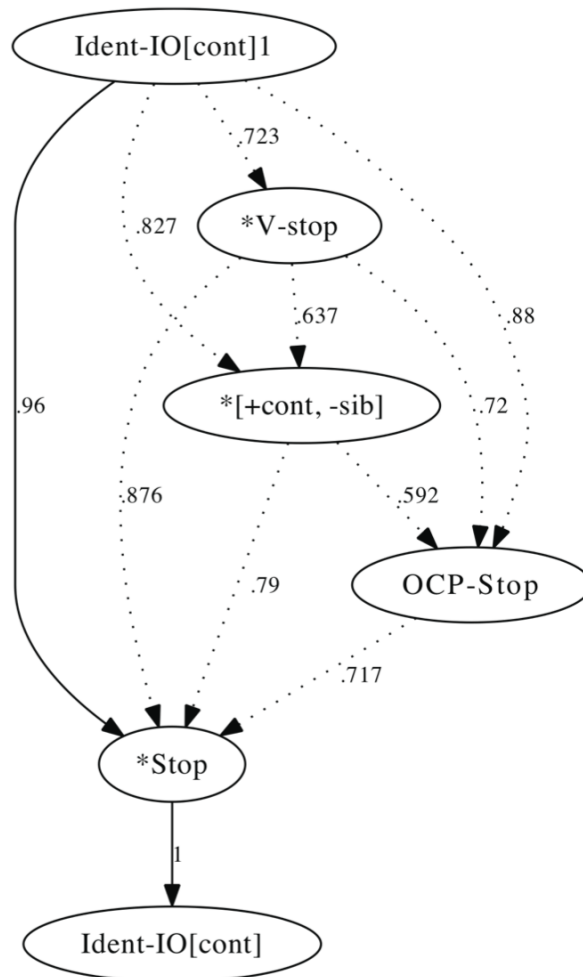 Ident-IO[cont]1
.723
*V-stop
.827
.637
.88
*[+cont, -sib]
.96
.72
.876
.592
.79
OCP-Stop
.717
*Stop
1
Ident-IO[cont]